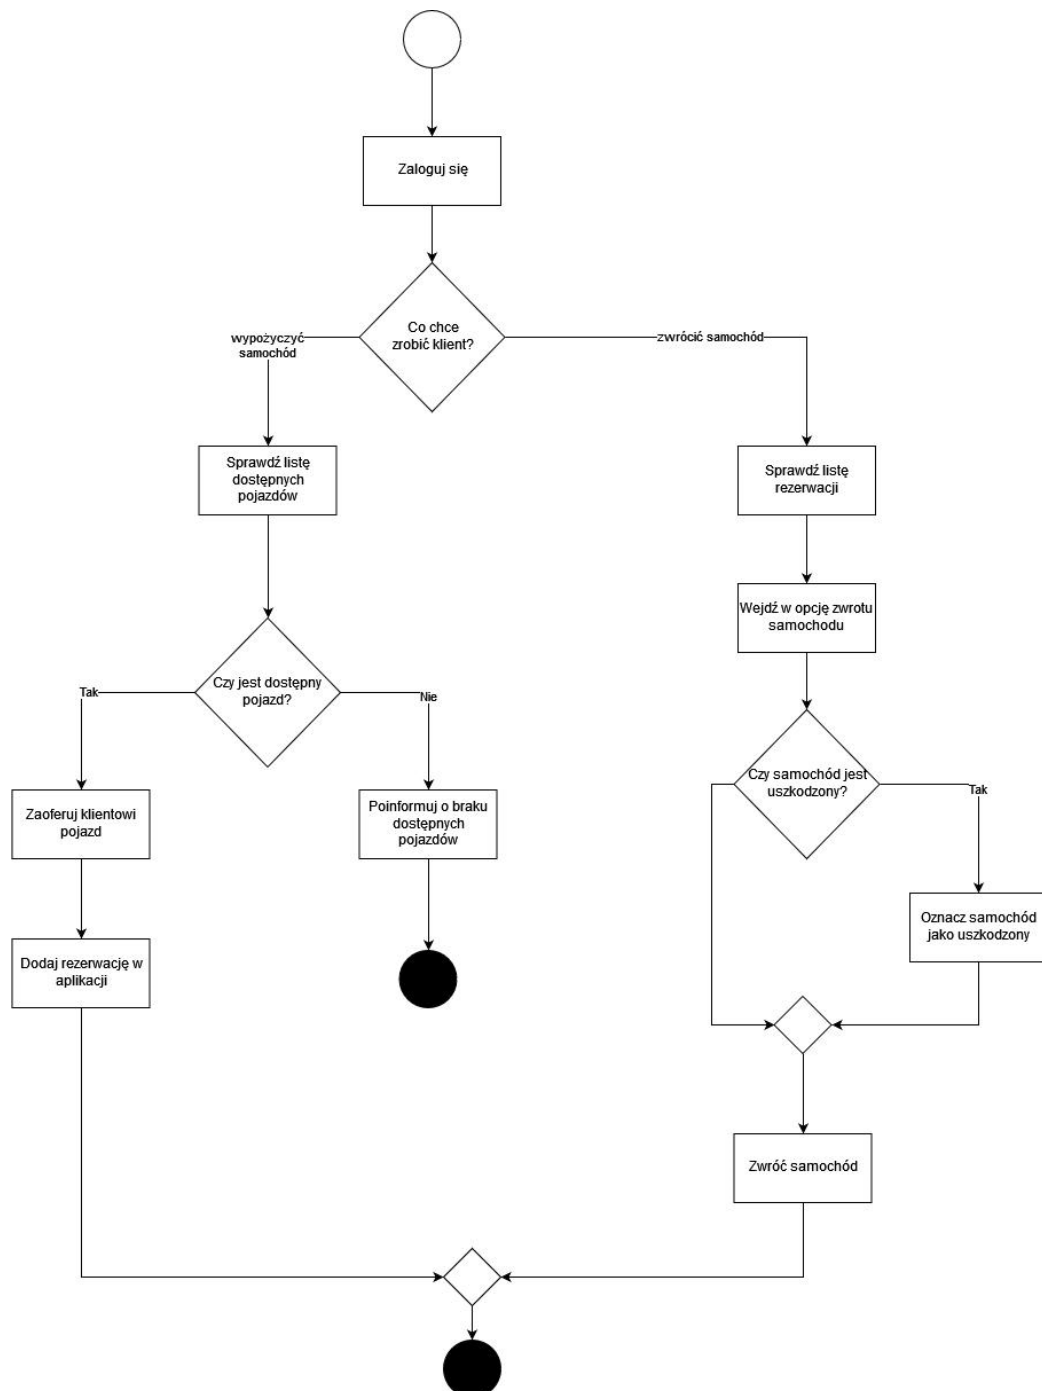 Zaloguj się
Co chce
zrobić klient?
wypożyczyć
samochód
zwrócić samochód
Sprawdź listę
dostępnych
pojazdów
Sprawdź listę
rezerwacji
Wejdź w opcję zwrotu
samochodu
Czy jest dostępny
pojazd?
Tak
Nie
Czy samochód jest
uszkodzony?
Tak
Zaoferuj klientowi
pojazd
Poinformuj o braku
dostępnych
pojazdów
Oznacz samochód
jako uszkodzony
Dodaj rezerwację w
aplikacji
Zwróć samochód